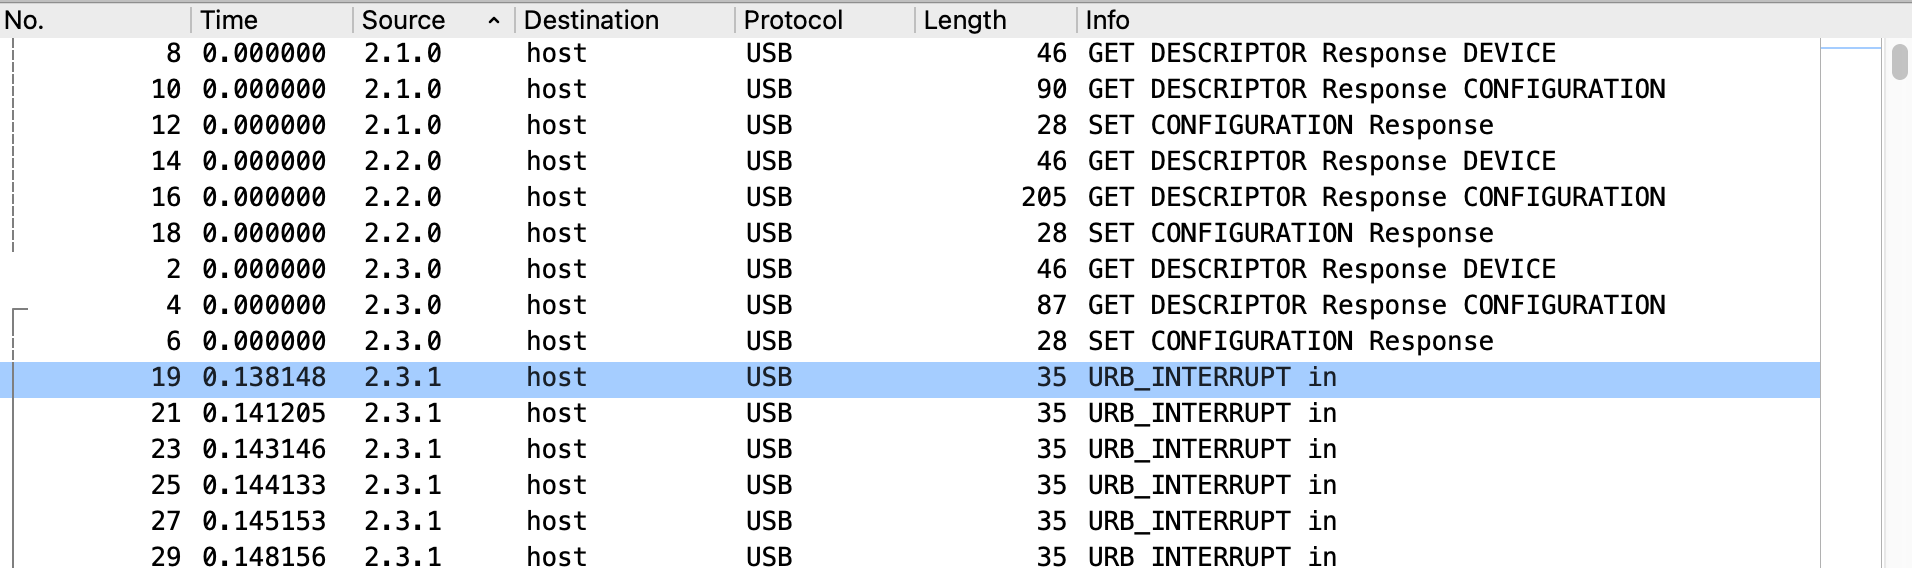 No. Time Source Destination Protocol Length Info
8 0.000000 2.1.0 host USB 46 GET DESCRIPTOR Response DEVICE
10 0.000000 2.1.0 host USB 90 GET DESCRIPTOR Response CONFIGURATION
12 0.000000 2.1.0 host USB 28 SET CONFIGURATION Response
14 0.000000 2.2.0 host USB 46 GET DESCRIPTOR Response DEVICE
16 0.000000 2.2.0 host USB 205 GET DESCRIPTOR Response CONFIGURATION
18 0.000000 2.2.0 host USB 28 SET CONFIGURATION Response
2 0.000000 2.3.0 host USB 46 GET DESCRIPTOR Response DEVICE
4 0.000000 2.3.0 host USB 87 GET DESCRIPTOR Response CONFIGURATION
6 0.000000 2.3.0 host USB 28 SET CONFIGURATION Response
19 0.138148 2.3.1 host USB 35 URB_INTERRUPT in
21 0.141205 2.3.1 host USB 35 URB_INTERRUPT in
23 0.143146 2.3.1 host USB 35 URB_INTERRUPT in
25 0.144133 2.3.1 host USB 35 URB_INTERRUPT in
27 0.145153 2.3.1 host USB 35 URB_INTERRUPT in
29 0.148156 2.3.1 host USB 35 URB INTERRUPT in